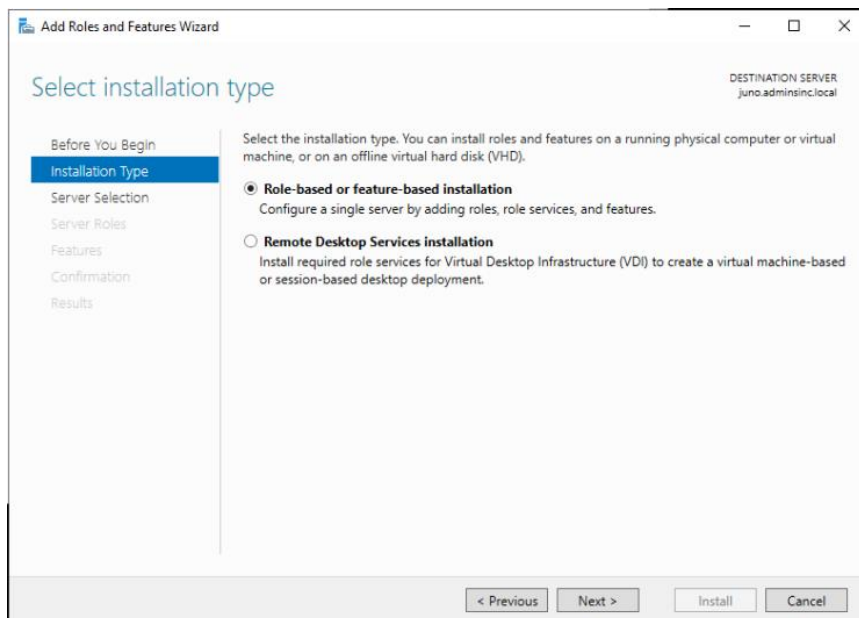 Add Roles and Features Wizard
Select installation type
DESTINATION SERVER
juno.adminsinc.local
Before You Begin
Installation Type
Server Selection
Server Roles
Features
Confirmation
Results
Select the installation type. You can install roles and features on a running physical computer or virtual
machine, or on an offline virtual hard disk (VHD).
Role-based or feature-based installation
Configure a single server by adding roles, role services, and features.
Remote Desktop Services installation
Install required role services for Virtual Desktop Infrastructure (VDI) to create a virtual machine-based
or session-based desktop deployment.
< Previous
Next >
Install
Cancel